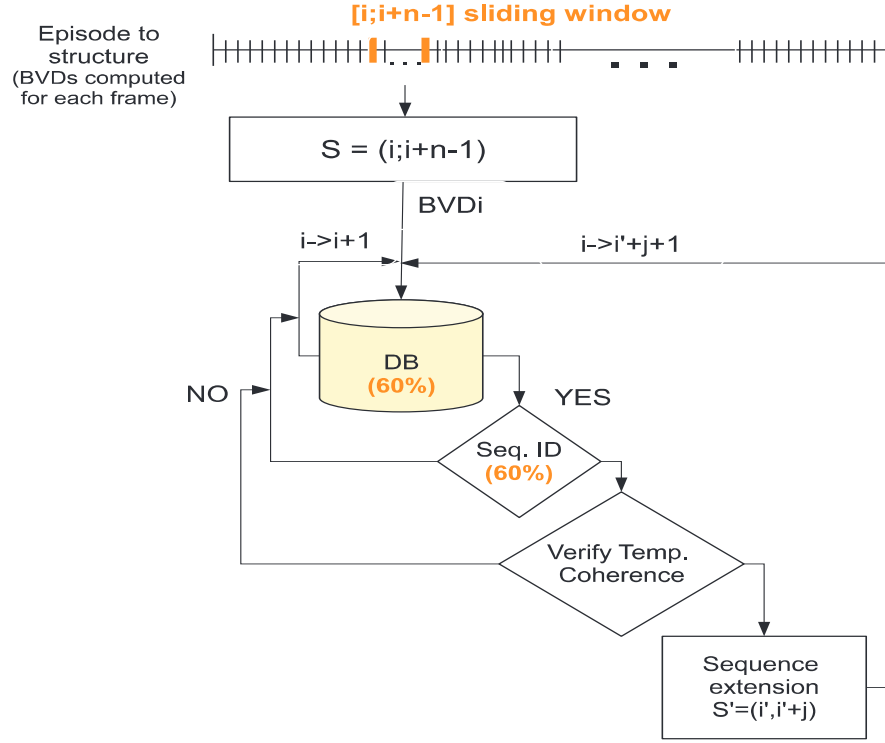 [i;i+n-1] sliding window
Episode to
structure
(BVDs computed
for each frame)
. . .
. . .
S = (i;i+n-1)
BVDi
i->i+1
i->i'+j+1
DB
(60%)
NO
YES
Seq. ID
(60%)
Verify Temp.
Coherence
Sequence
extension
S'=(i',i'+j)